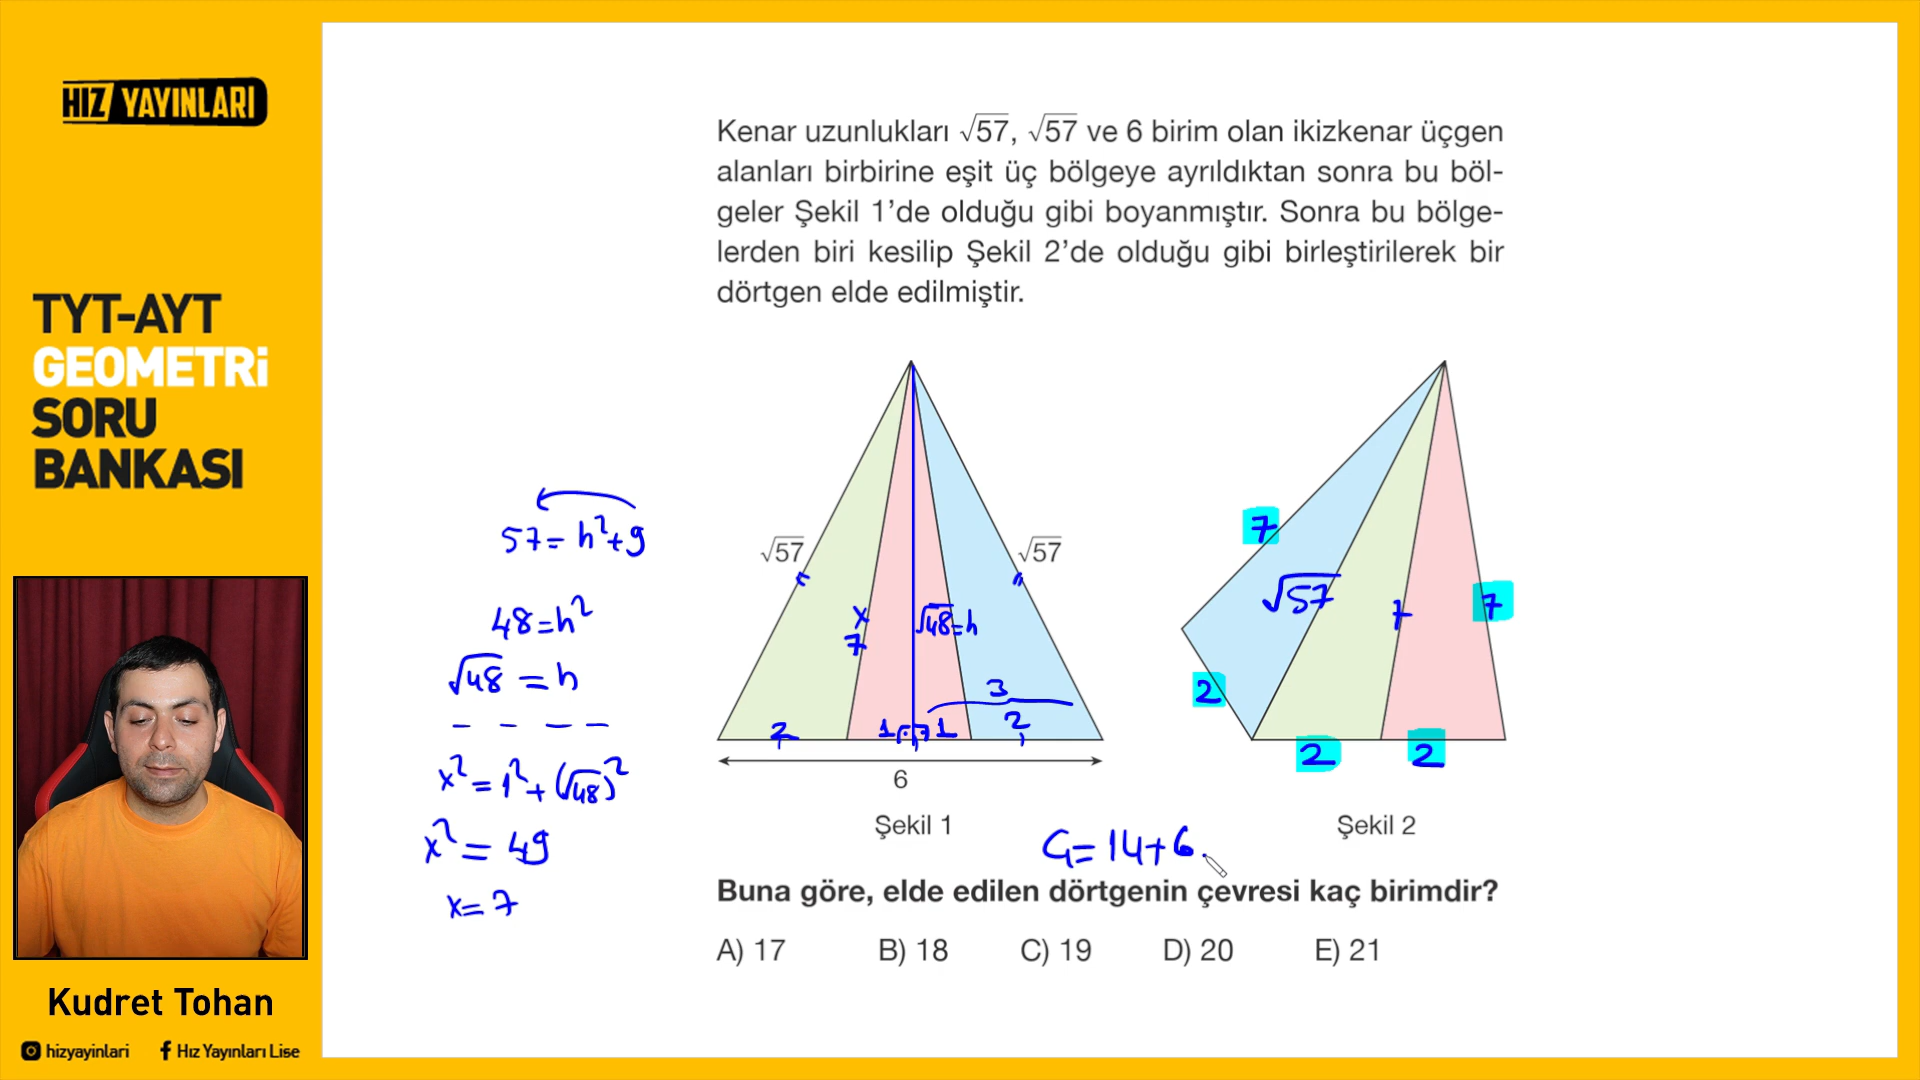 HIZ YAYINLARI
TYT-AYT
GEOMETRi
SORU
BANKASI
Kudret Tohan
hizyayinlari
Hız Yayınları Lise
Kenar uzunlukları √57, √57 ve 6 birim olan ikizkenar üçgen
alanları birbirine eşit üç bölgeye ayrıldıktan sonra bu böl-
geler Şekil 1’de olduğu gibi boyanmıştır. Sonra bu bölge-
lerden biri kesilip Şekil 2’de olduğu gibi birleştirilerek bir
dörtgen elde edilmiştir.
57 = h²+9
48=h²
√48 = h
x² = 1² + (√48)²
x² = 49
x= 7
√57
√57
x
7
√48=h
3
2
1
1
2
6
Şekil 1
7
√57
7
7
2
2
2
Şekil 2
Ç= 14+6
Buna göre, elde edilen dörtgenin çevresi kaç birimdir?
A) 17 B) 18 C) 19 D) 20 E) 21